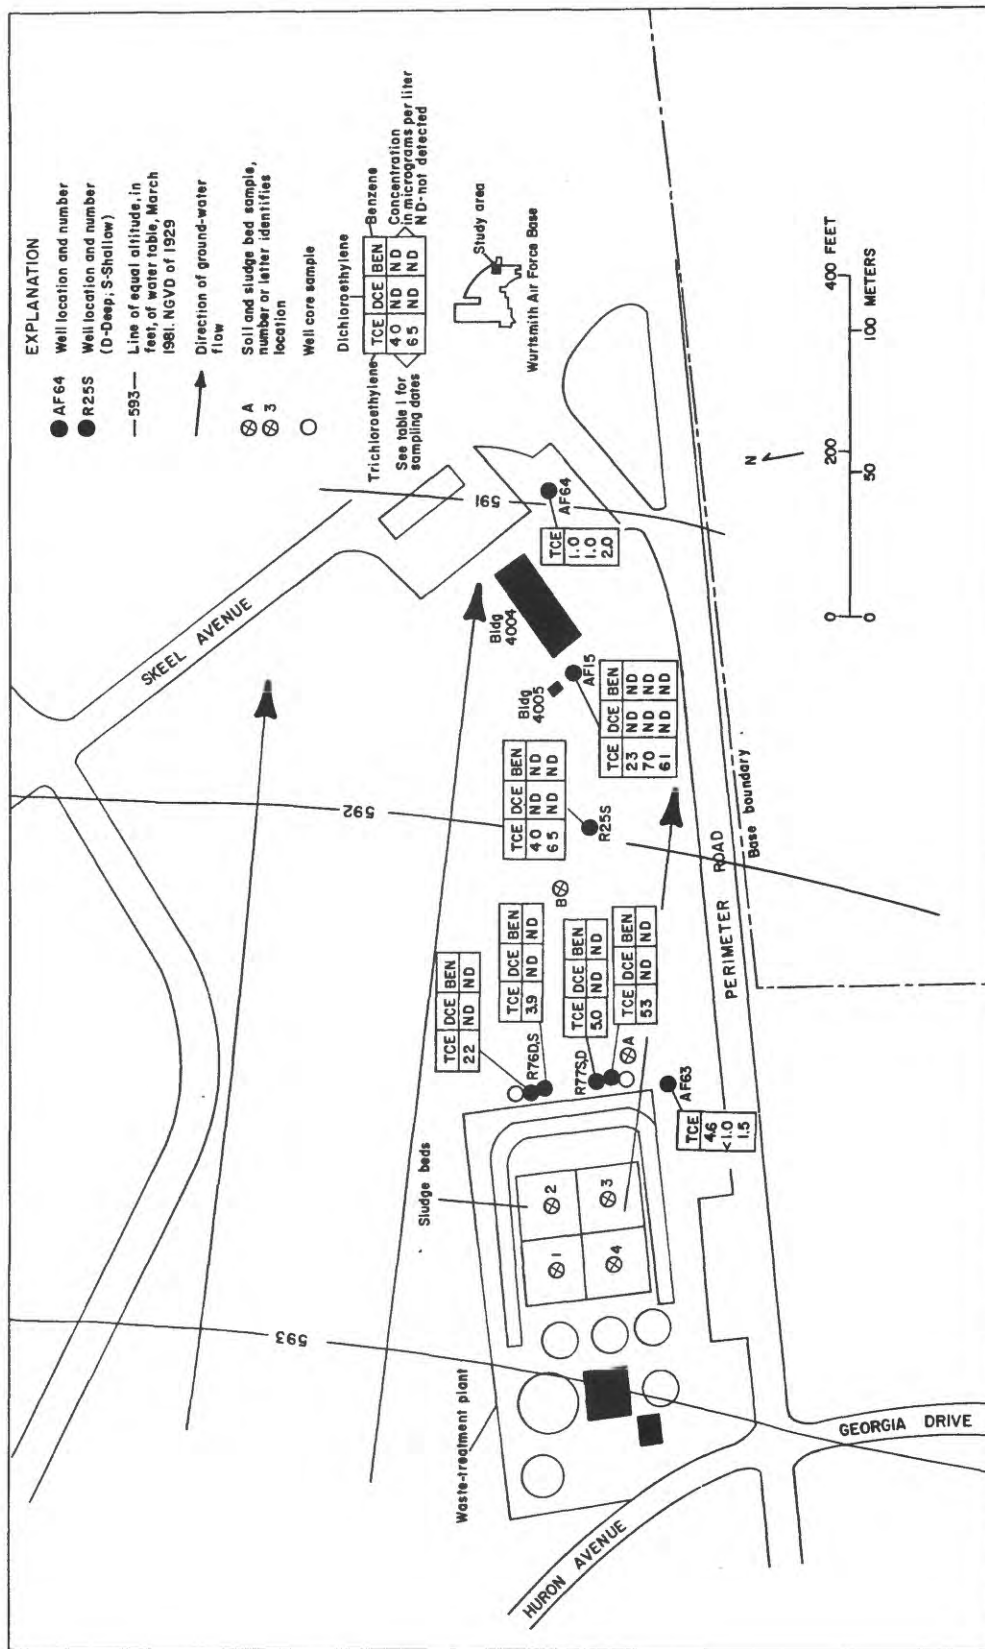 EXPLANATION
AF64 Well location and number
R25S Well location and number
(D-Deep; S-Shallow)
—593— Line of equal altitude, in
feet, of water table, March
1981. NGVD of 1929
Direction of ground-water
flow
A Soil and sludge bed sample,
3 number or letter identifies
location
Well core sample
Dichloroethylene
Trichloroethylene Benzene
TCE DCE BEN
40 ND ND
65 ND ND
Concentration
in micrograms per liter
ND-not detected
See table 1 for
sampling dates
Study area
Wurtsmith Air Force Base
0 200 400 FEET
0 50 100 METERS
N
SKEEL AVENUE
591
AF64
TCE
1.0
1.0
2.0
Bldg
4004
Bldg
4005
AF15
TCE DCE BEN
23 ND ND
70 ND ND
61 ND ND
592
TCE DCE BEN
40 ND ND
65 ND ND
R25S
B
PERIMETER ROAD
Base boundary
TCE DCE BEN
22 ND ND
TCE DCE BEN
3.9 ND ND
R76D,S
TCE DCE BEN
5.0 ND ND
R77S,D
TCE DCE BEN
53 ND ND
A
AF63
TCE
4.6
<1.0
1.5
Sludge beds
1
2
3
4
593
Waste-treatment plant
HURON AVENUE
GEORGIA DRIVE